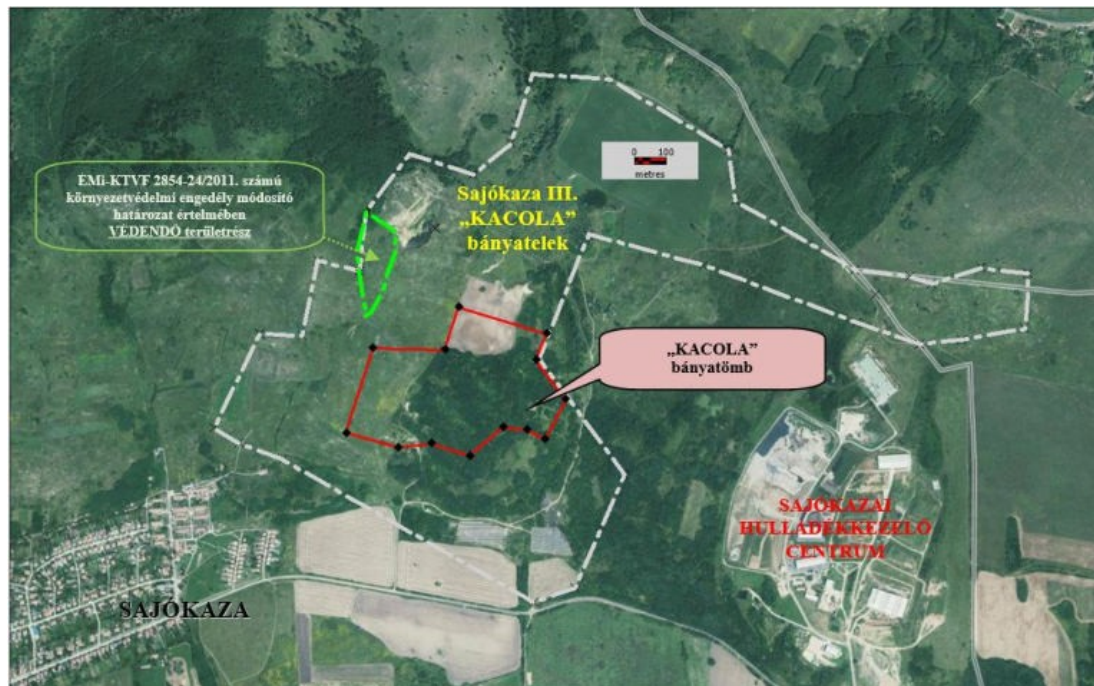 ÉMi-KTVF 2854-24/2011. számú
környezetvédelmi engedély módosító
határozat értelmében
VÉDENDŐ területrész
0 100
metres
Sajókaza III.
„KACOLA”
bányatelek
„KACOLA”
bányatömb
SAJÓKAZAI
HULLADÉKKEZELŐ
CENTRUM
SAJÓKAZA